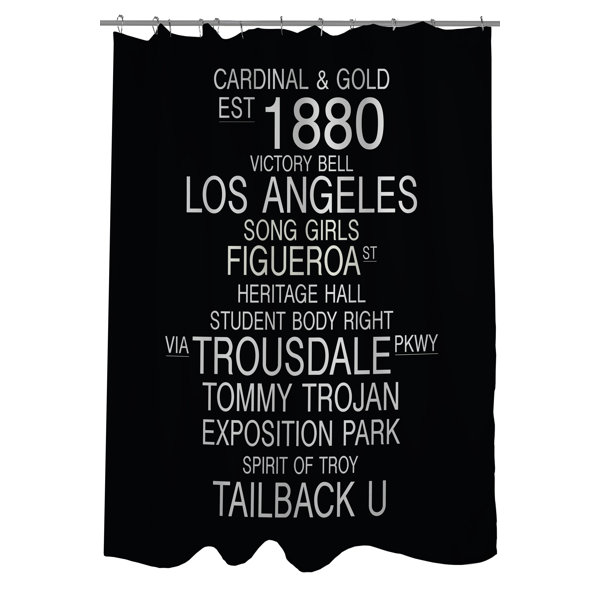 CARDINAL & GOLD
EST 1880
VICTORY BELL
LOS ANGELES
SONG GIRLS
FIGUEROA ST
HERITAGE HALL
STUDENT BODY RIGHT
VIA TROUSDALE PKWY
TOMMY TROJAN
EXPOSITION PARK
SPIRIT OF TROY
TAILBACK U